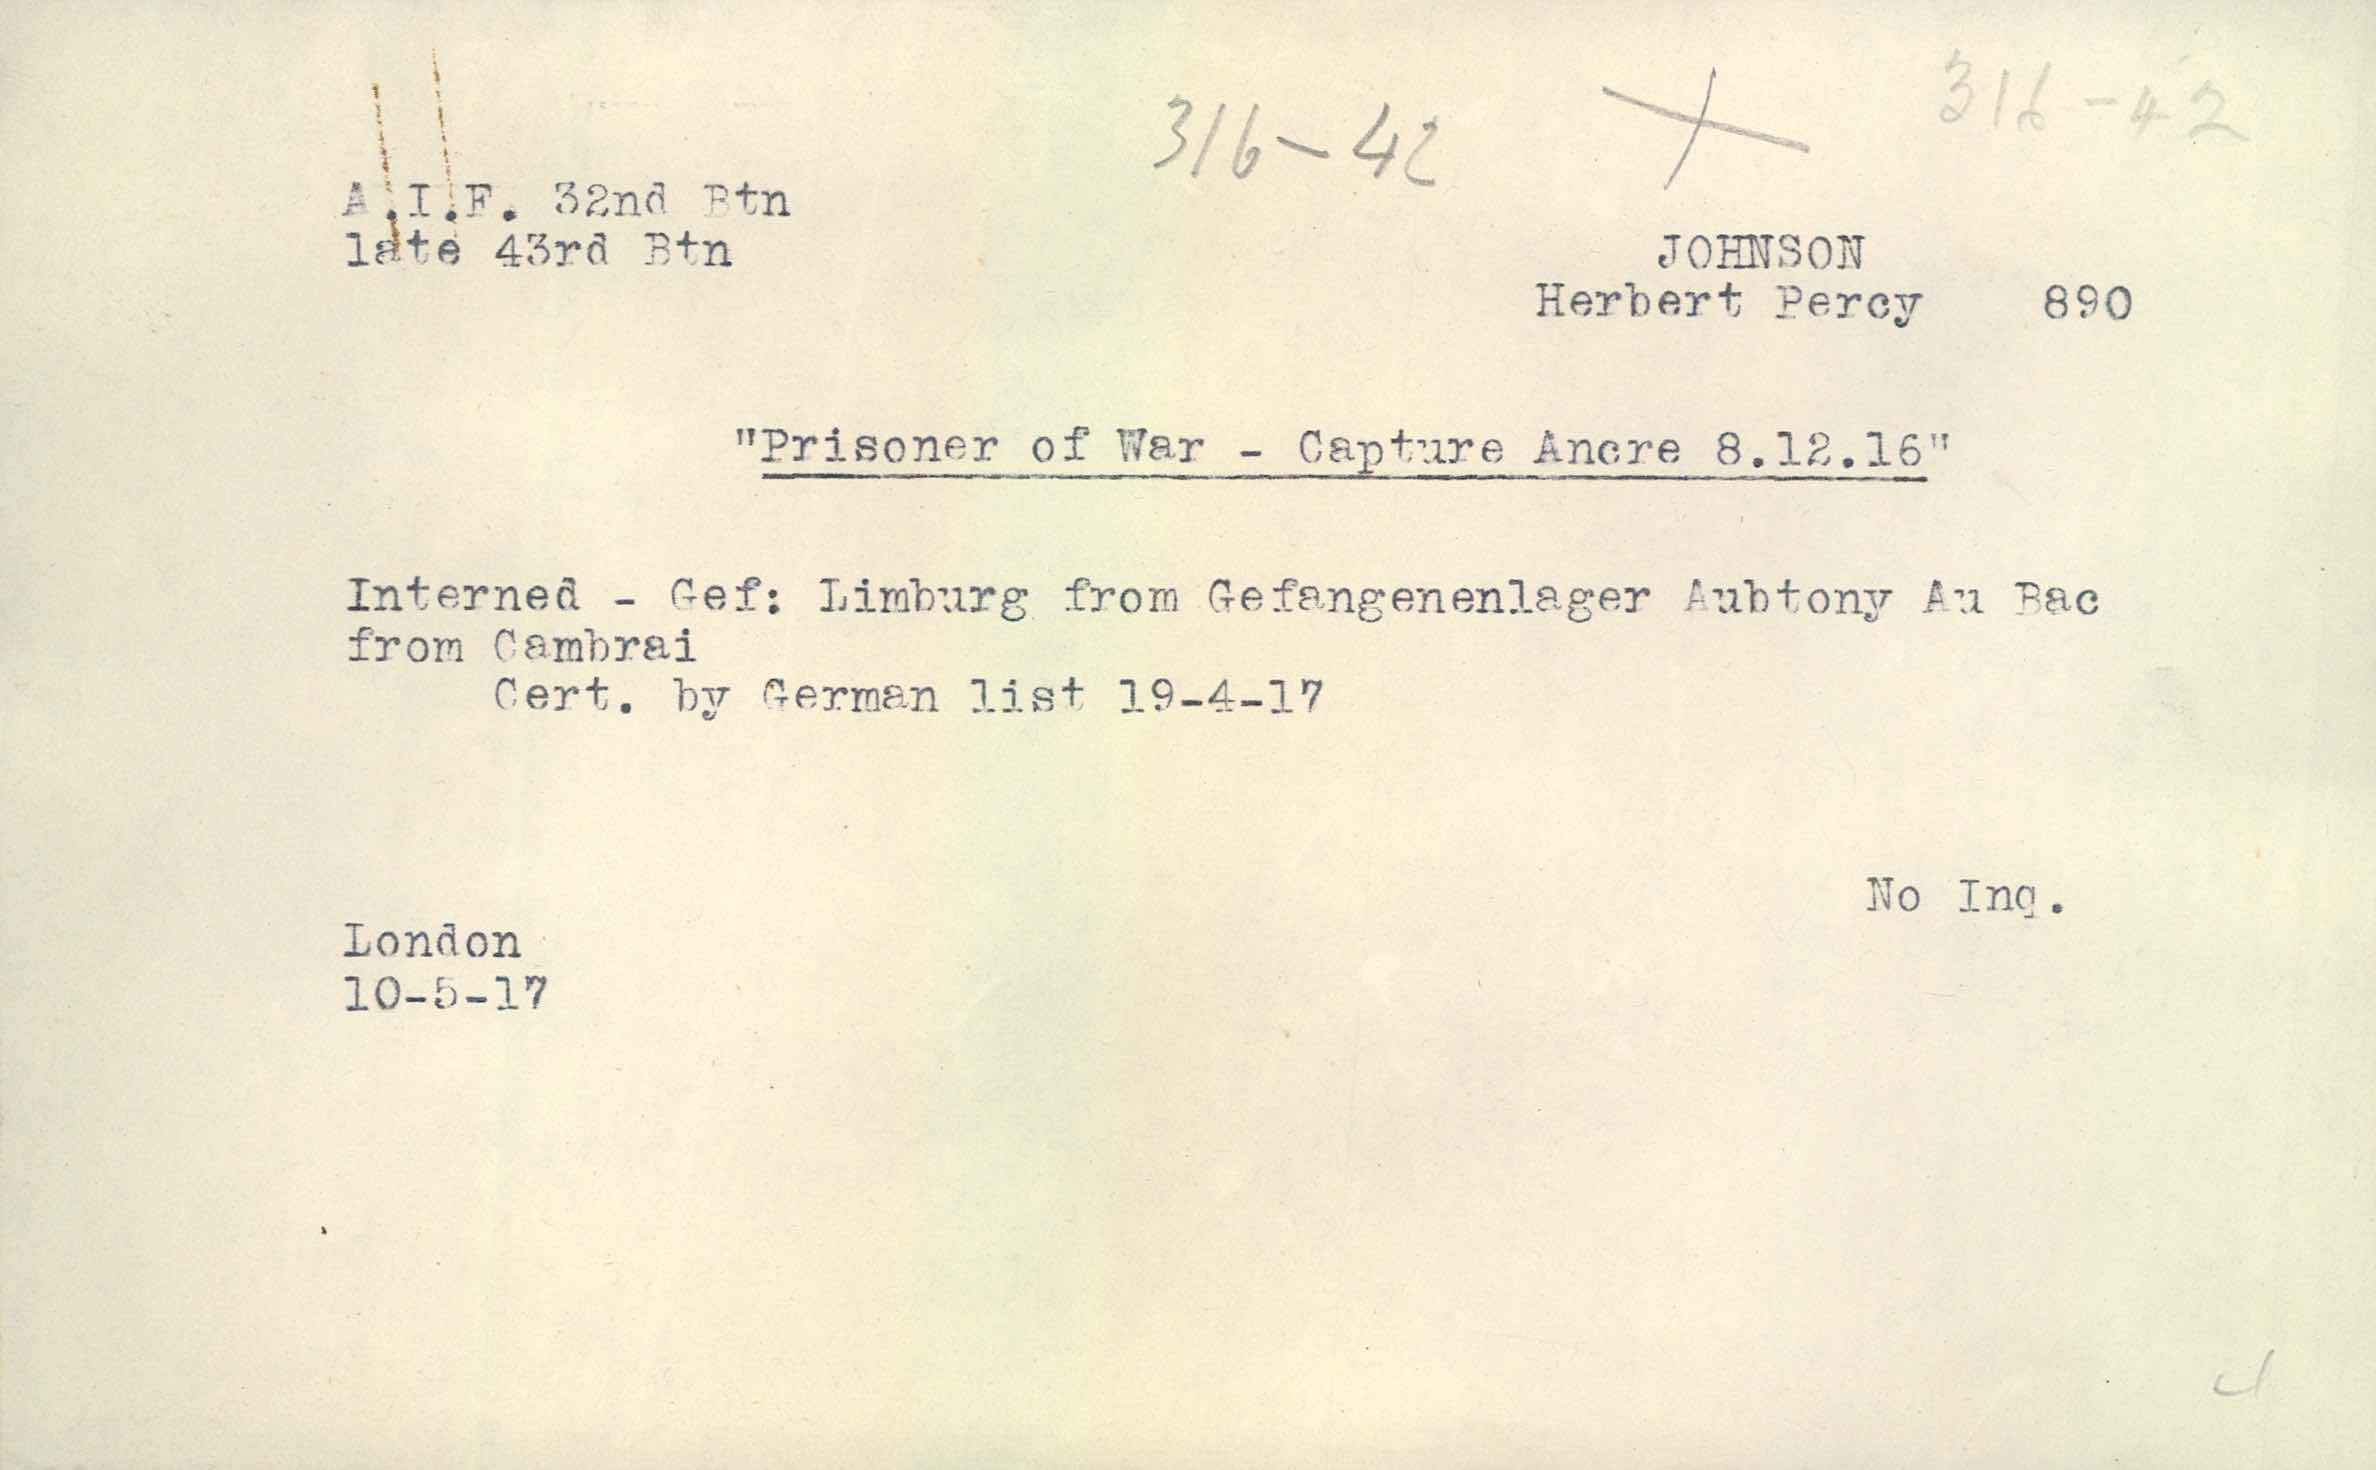 316-42
316-42
A.I.F. 32nd Btn
late 43rd Btn
JOHNSON
Herbert Percy 890
"Prisoner of War - Capture Ancre 8.12.16"
Interned - Gef: Limburg from Gefangenenlager Aubtony Au Bac
from Cambrai
Cert. by German list 19-4-17
No Inq.
London
10-5-17